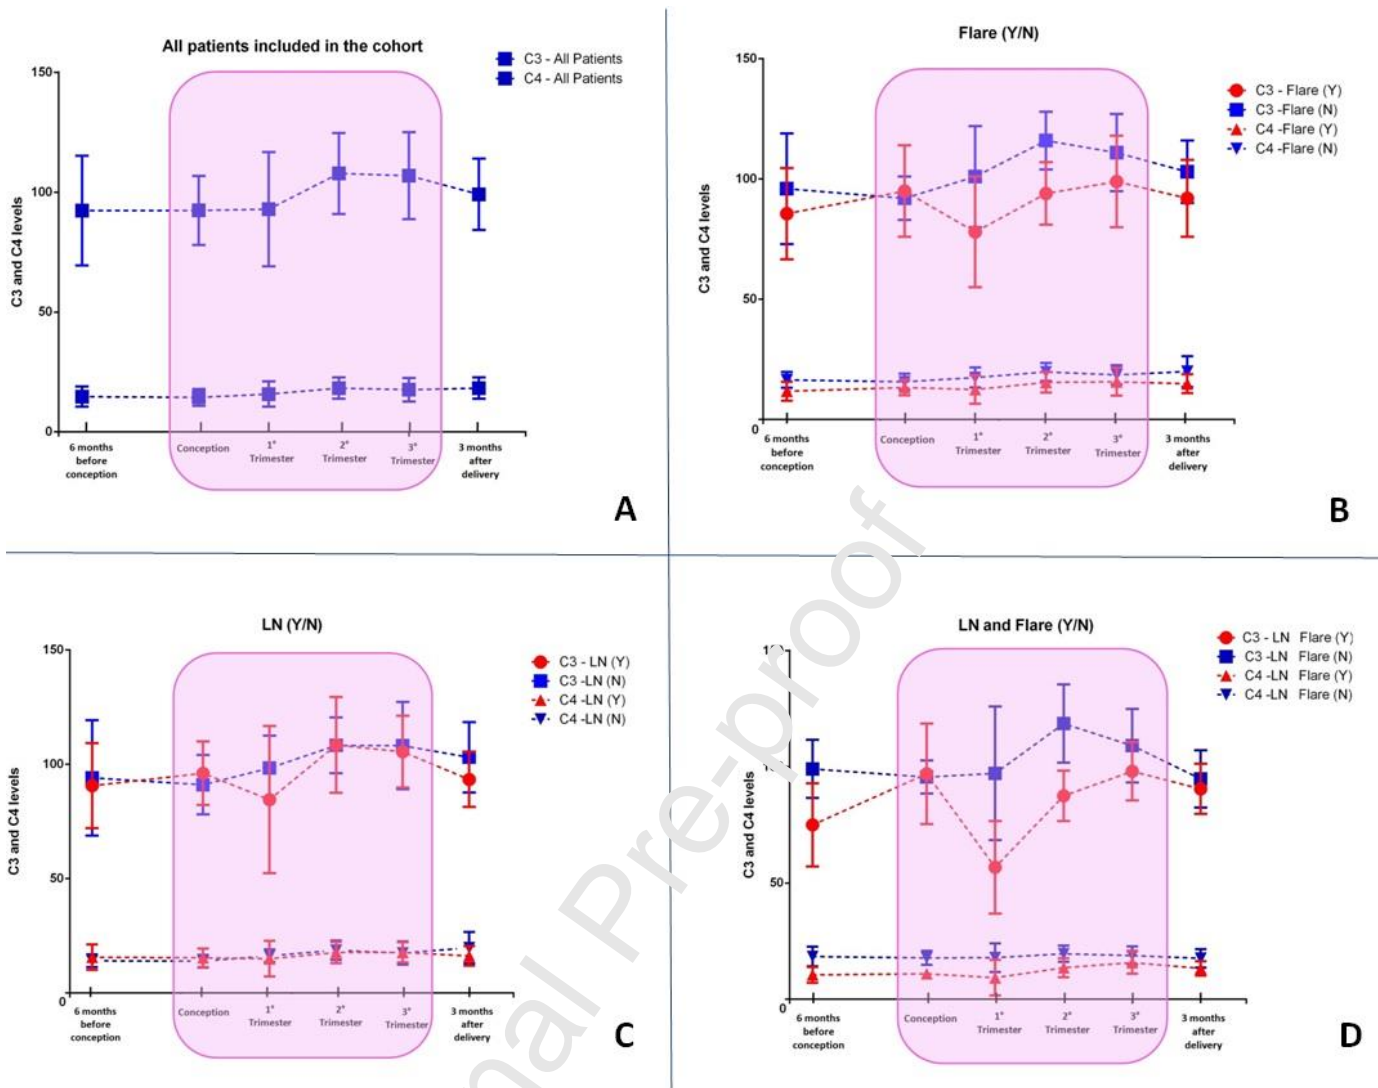 All patients included in the cohort
C3 - All Patients
C4 - All Patients
C3 and C4 levels
150
100
50
0
6 months
before
conception
Conception
1°
Trimester
2°
Trimester
3°
Trimester
3 months
after
delivery
A
Flare (Y/N)
C3 - Flare (Y)
C3 -Flare (N)
C4 -Flare (Y)
C4 -Flare (N)
C3 and C4 levels
150
100
50
0
6 months
before
conception
Conception
1°
Trimester
2°
Trimester
3°
Trimester
3 months
after
delivery
B
LN (Y/N)
C3 - LN (Y)
C3 -LN (N)
C4 -LN (Y)
C4 -LN (N)
C3 and C4 levels
150
100
50
0
6 months
before
conception
Conception
1°
Trimester
2°
Trimester
3°
Trimester
3 months
after
delivery
C
LN and Flare (Y/N)
C3 - LN Flare (Y)
C3 -LN Flare (N)
C4 -LN Flare (Y)
C4 -LN Flare (N)
C3 and C4 levels
50
0
6 months
before
conception
Conception
1°
Trimester
2°
Trimester
3°
Trimester
3 months
after
delivery
D
nal Pre-proof